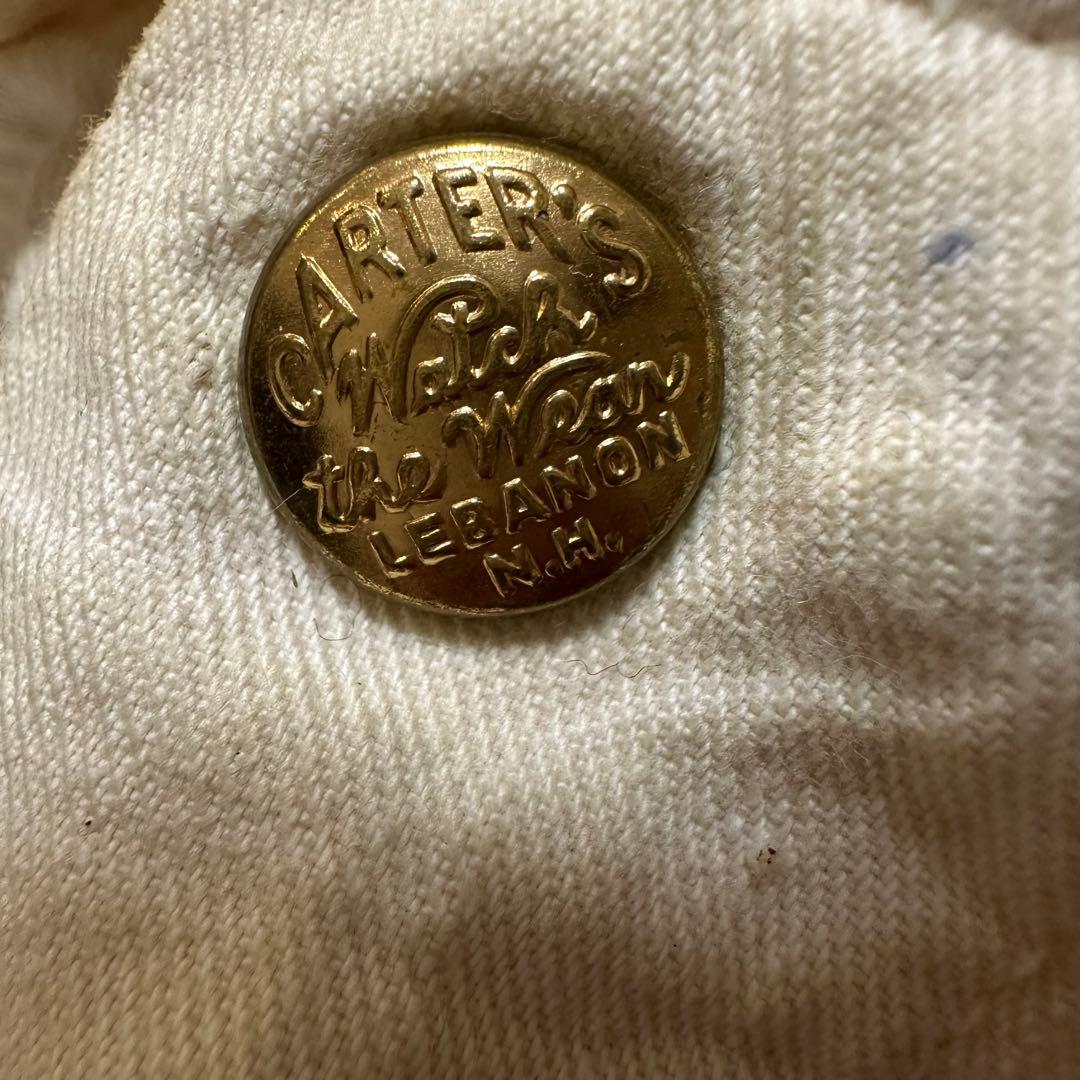 CARTER'S
Watch
the Wear
LEBANON
N.H.